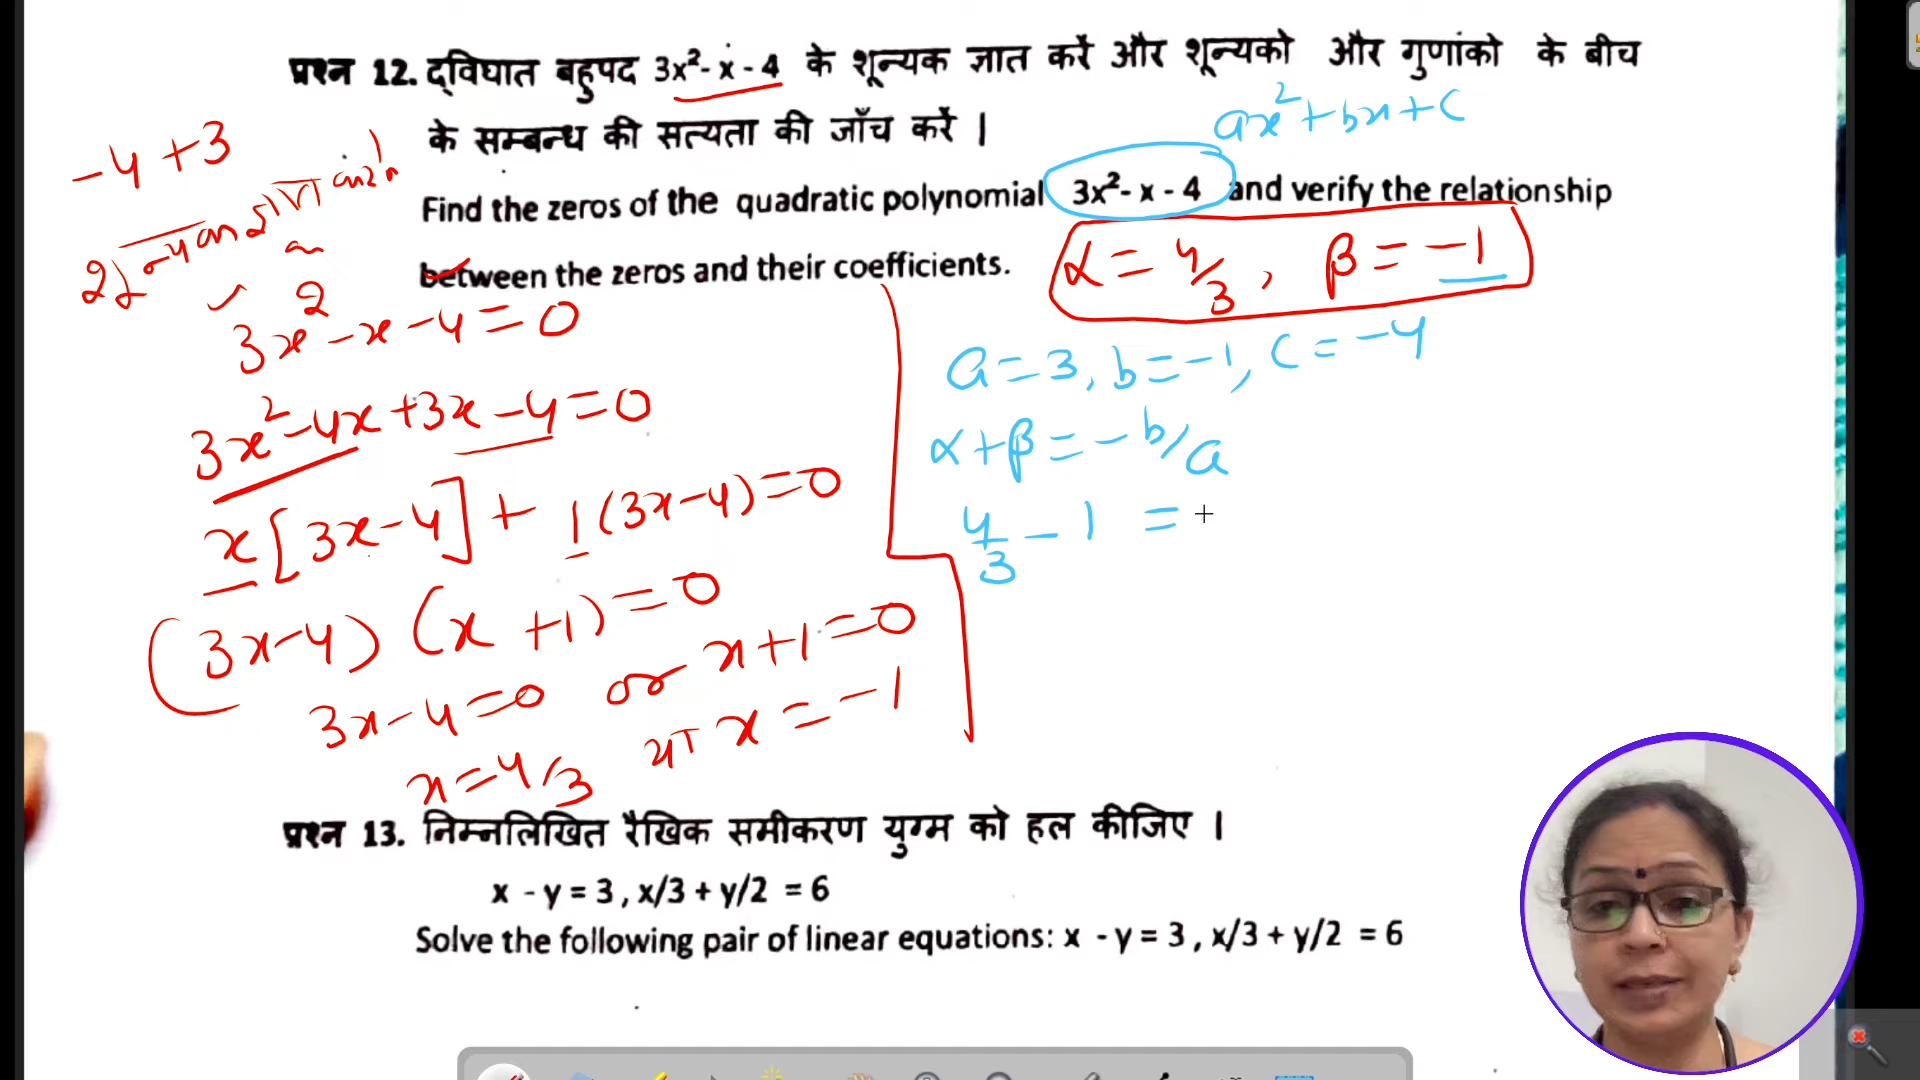 प्रश्न 12. द्विघात बहुपद 3x²- x - 4 के शून्यक ज्ञात करें और शून्यको और गुणांको के बीच
के सम्बन्ध की सत्यता की जाँच करें |
ax²+bx+c
-4+3
Find the zeros of the quadratic polynomial 3x²- x - 4 and verify the relationship
between the zeros and their coefficients.
α = 4/3, β = -1
2
3x²-x-4=0
a=3, b=-1, c=-4
3x²-4x+3x-4=0
α+β=-b/a
x[3x-4]+1(3x-4)=0
4/3 - 1 =
(3x-4)(x+1)=0
3x-4=0 or x+1=0
x=4/3 या x=-1
प्रश्न 13. निम्नलिखित रैखिक समीकरण युग्म को हल कीजिए |
x - y = 3 , x/3 + y/2 = 6
Solve the following pair of linear equations: x - y = 3 , x/3 + y/2 = 6